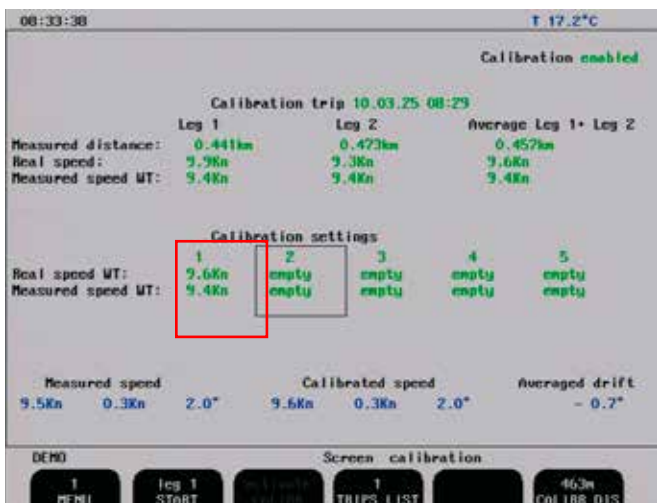 08:33:38 T 17.2°C
Calibration enabled
Calibration trip 10.03.25 08:29
Leg 1 Leg 2 Average Leg 1+ Leg 2
Measured distance: 0.441km 0.473km 0.457km
Real speed: 9.9Kn 9.3Kn 9.6Kn
Measured speed WT: 9.4Kn 9.4Kn 9.4Kn
Calibration settings
1 2 3 4 5
Real speed WT: 9.6Kn empty empty empty empty
Measured speed WT: 9.4Kn empty empty empty empty
Measured speed Calibrated speed Averaged drift
9.5Kn 0.3Kn 2.0° 9.6Kn 0.3Kn 2.0° - 0.7°
DEMO Screen calibration
1 leg 1 1 463m
MENU START TRIPS LIST CALIBR DIS